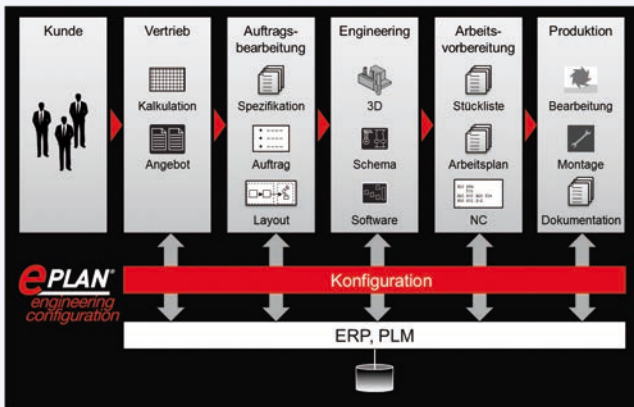 Kunde
Vertrieb
Kalkulation
Angebot
Auftrags-
bearbeitung
Spezifikation
Auftrag
Layout
Engineering
3D
Schema
Software
Arbeits-
vorbereitung
Stückliste
Arbeitsplan
NC
Produktion
Bearbeitung
Montage
Dokumentation
ePLAN®
engineering
configuration
Konfiguration
ERP, PLM